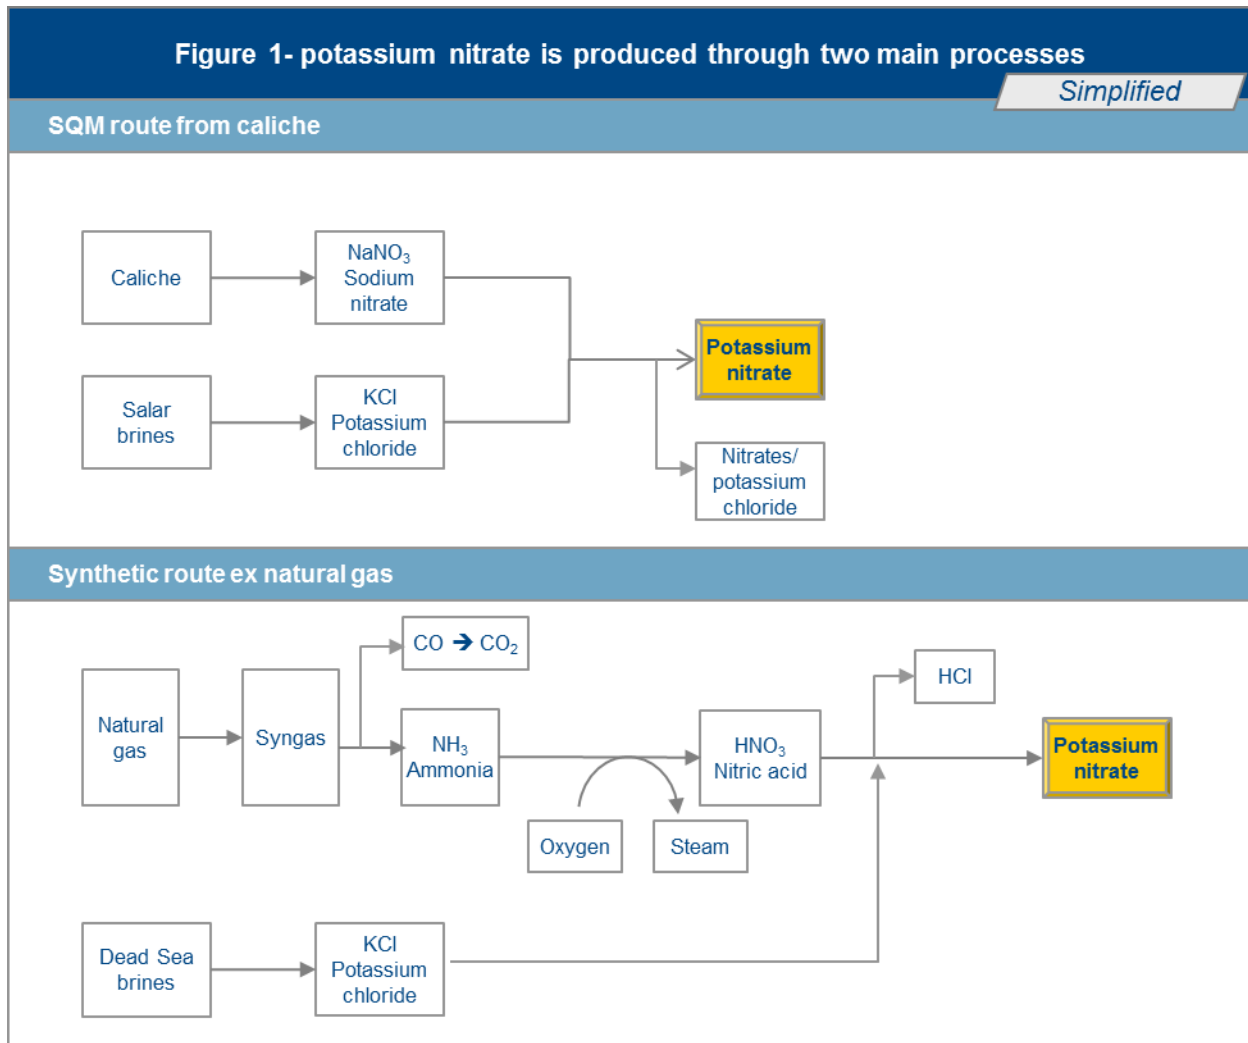 Figure 1- potassium nitrate is produced through two main processes
Simplified
SQM route from caliche
Caliche
NaNO₃
Sodium
nitrate
Salar
brines
KCl
Potassium
chloride
Potassium
nitrate
Nitrates/
potassium
chloride
Synthetic route ex natural gas
CO ➔ CO₂
Natural
gas
Syngas
NH₃
Ammonia
Oxygen
Steam
HNO₃
Nitric acid
HCl
Potassium
nitrate
Dead Sea
brines
KCl
Potassium
chloride